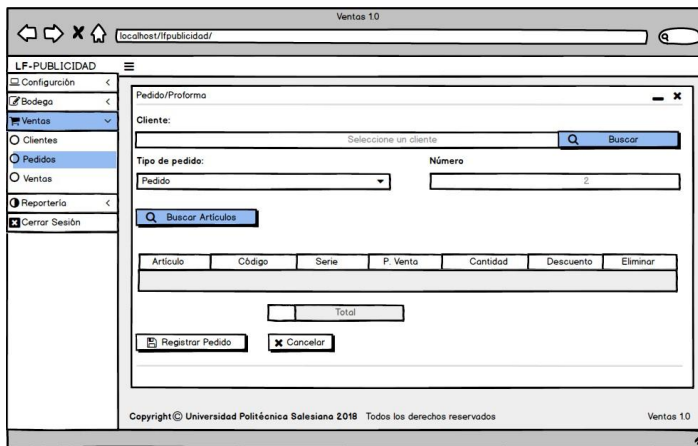 Ventas 1.0
localhost/lfpublicidad/
LF-PUBLICIDAD
Configurción
Bodega
Ventas
Clientes
Pedidos
Ventas
Reportería
Cerrar Sesión
Pedido/Proforma
Cliente:
Seleccione un cliente
Buscar
Tipo de pedido:
Número
Pedido
2
Buscar Artículos
Artículo Código Serie P. Venta Cantidad Descuento Eliminar
Total
Registrar Pedido
Cancelar
Copyright © Universidad Politécnica Salesiana 2018 Todos los derechos reservados
Ventas 1.0